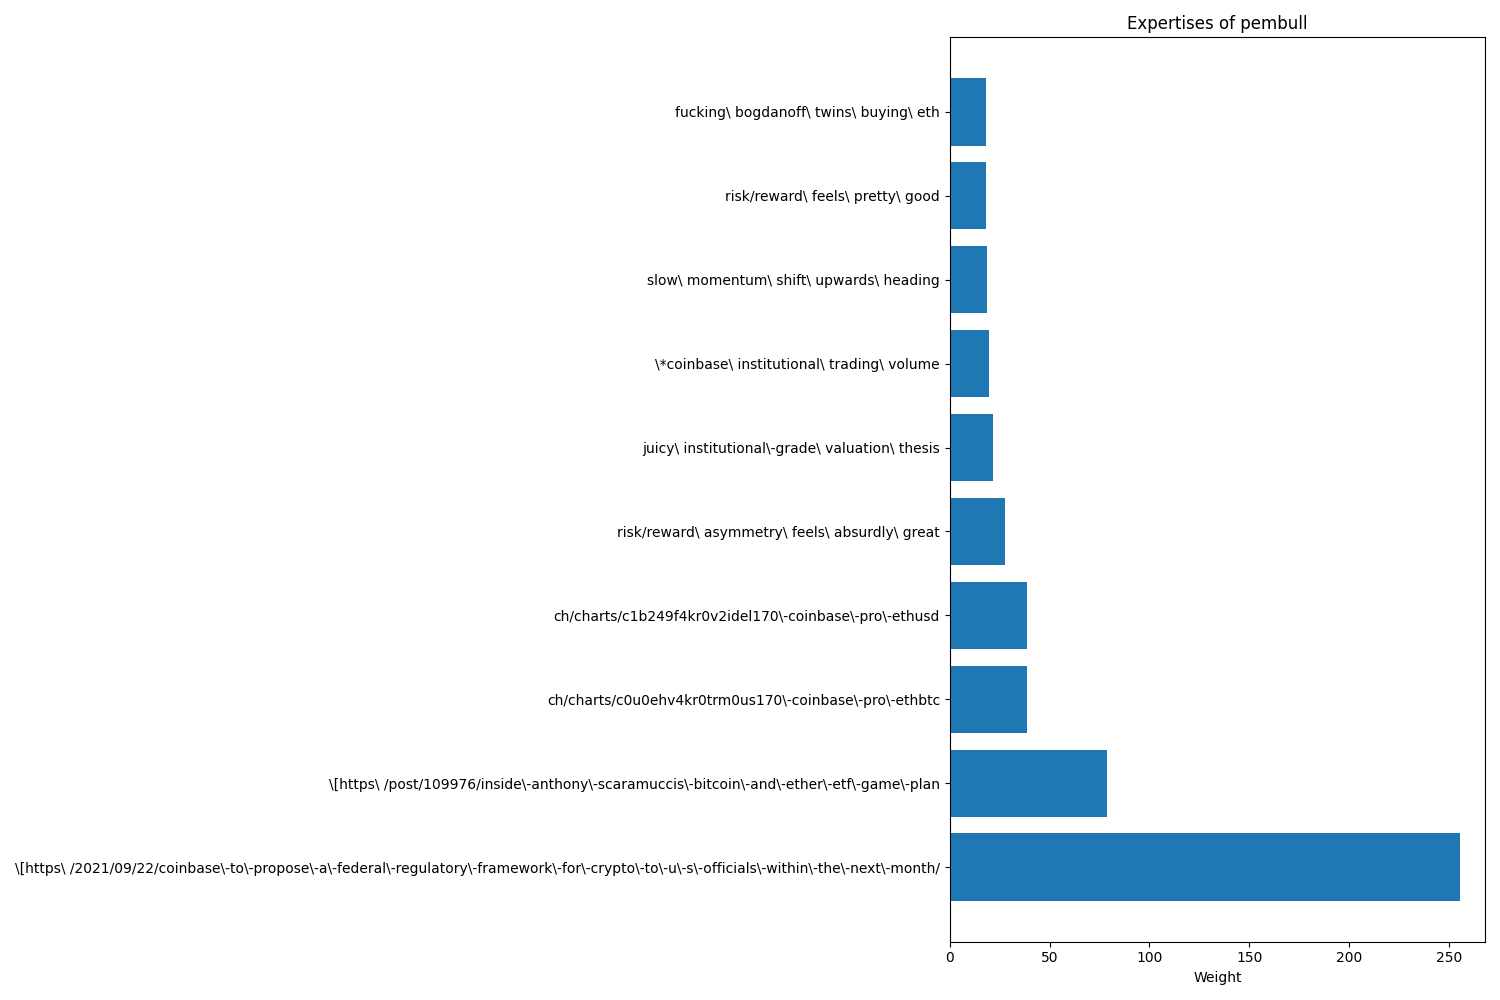 Expertises of pembull
fucking\ bogdanoff\ twins\ buying\ eth
risk/reward\ feels\ pretty\ good
slow\ momentum\ shift\ upwards\ heading
\*coinbase\ institutional\ trading\ volume
juicy\ institutional\-grade\ valuation\ thesis
risk/reward\ asymmetry\ feels\ absurdly\ great
ch/charts/c1b249f4kr0v2idel170\-coinbase\-pro\-ethusd
ch/charts/c0u0ehv4kr0trm0us170\-coinbase\-pro\-ethbtc
\[https\ /post/109976/inside\-anthony\-scaramuccis\-bitcoin\-and\-ether\-etf\-game\-plan
\[https\ /2021/09/22/coinbase\-to\-propose\-a\-federal\-regulatory\-framework\-for\-crypto\-to\-u\-s\-officials\-within\-the\-next\-month/
0 50 100 150 200 250
Weight